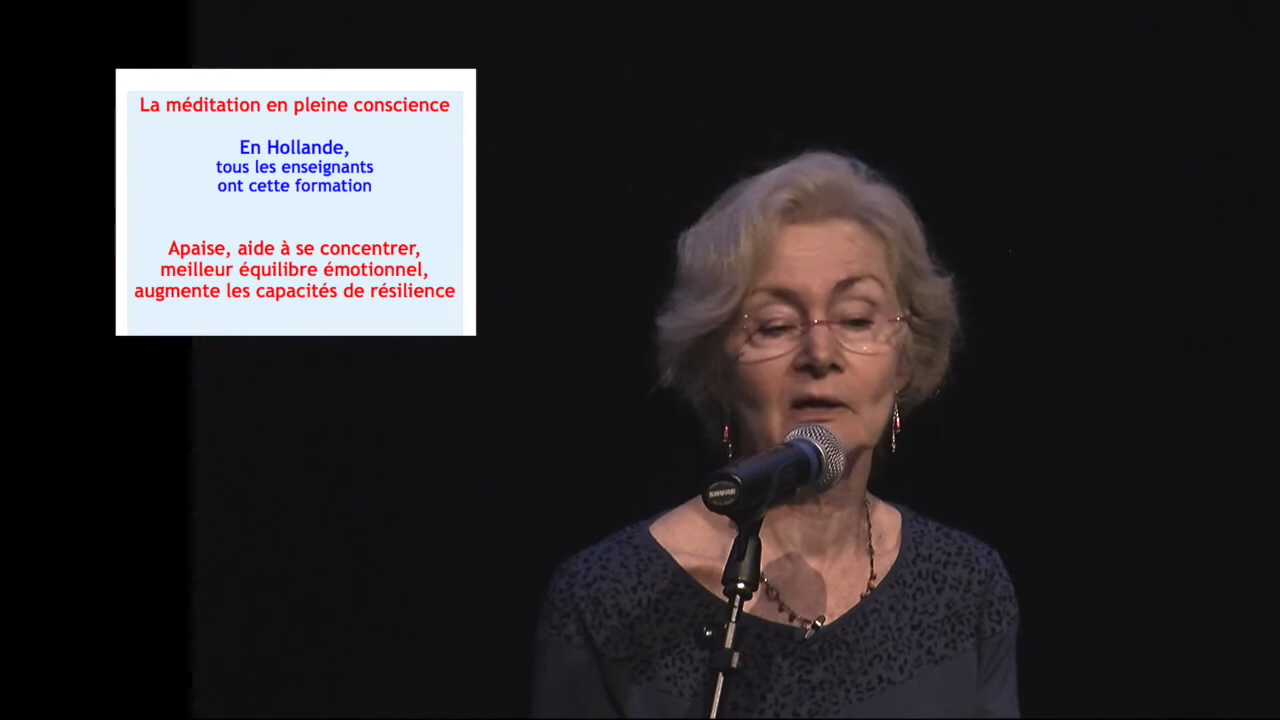 La méditation en pleine conscience
En Hollande,
tous les enseignants
ont cette formation
Apaise, aide à se concentrer,
meilleur équilibre émotionnel,
augmente les capacités de résilience
SHURE